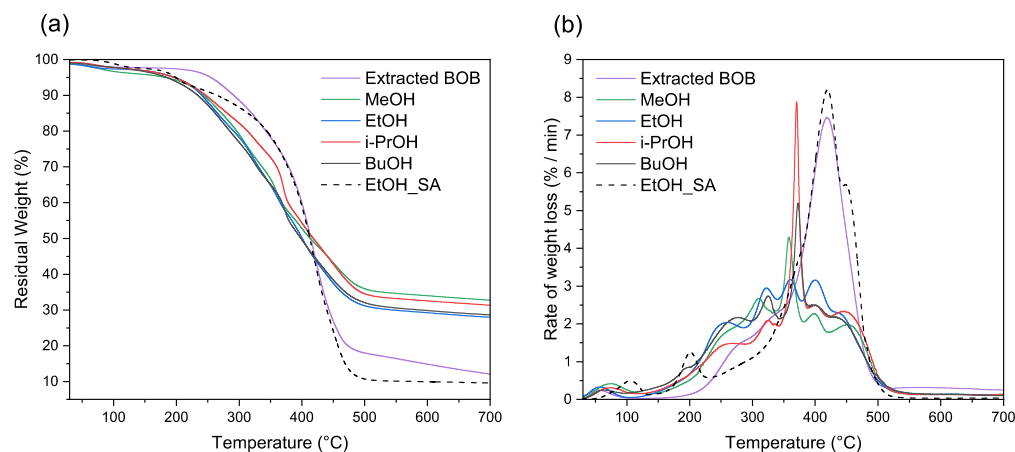 (a)
100
90
80
70
60
50
40
30
20
10
100
200
300
400
500
600
700
Residual Weight (%)
Temperature (°C)
Extracted BOB
MeOH
EtOH
i-PrOH
BuOH
EtOH_SA
(b)
9
8
7
6
5
4
3
2
1
0
100
200
300
400
500
600
700
Rate of weight loss (% / min)
Temperature (°C)
Extracted BOB
MeOH
EtOH
i-PrOH
BuOH
EtOH_SA